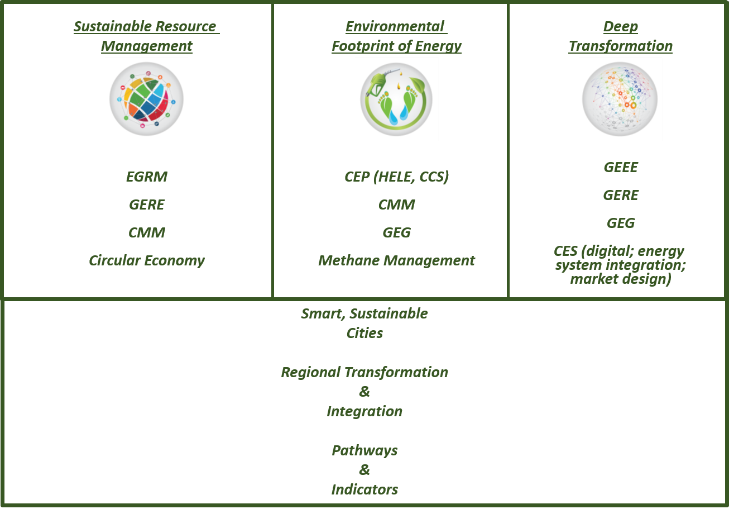 Sustainable Resource
Management
EGRM
GERE
CMM
Circular Economy
Environmental
Footprint of Energy
CEP (HELE, CCS)
CMM
GEG
Methane Management
Deep
Transformation
GEEE
GERE
GEG
CES (digital; energy
system integration;
market design)
Smart, Sustainable
Cities
Regional Transformation
&
Integration
Pathways
&
Indicators